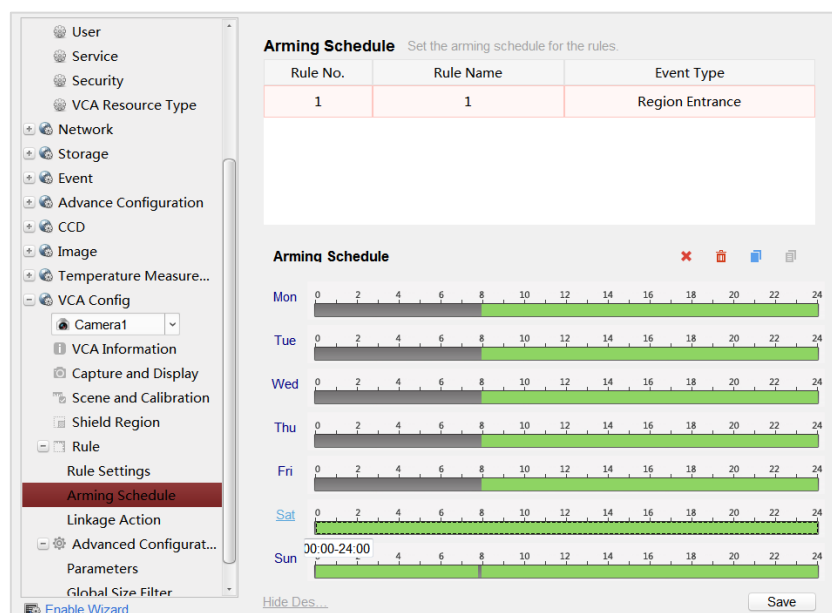 User
Service
Security
VCA Resource Type
Network
Storage
Event
Advance Configuration
CCD
Image
Temperature Measure...
VCA Config
Camera1
VCA Information
Capture and Display
Scene and Calibration
Shield Region
Rule
Rule Settings
Arming Schedule
Linkage Action
Advanced Configurat...
Parameters
Global Size Filter
Enable Wizard
Arming Schedule Set the arming schedule for the rules.
Rule No. Rule Name Event Type
1 1 Region Entrance
Arming Schedule
Mon 0 2 4 6 8 10 12 14 16 18 20 22 24
Tue 0 2 4 6 8 10 12 14 16 18 20 22 24
Wed 0 2 4 6 8 10 12 14 16 18 20 22 24
Thu 0 2 4 6 8 10 12 14 16 18 20 22 24
Fri 0 2 4 6 8 10 12 14 16 18 20 22 24
Sat 0 2 4 6 8 10 12 14 16 18 20 22 24
00:00-24:00
Sun 4 6 8 10 12 14 16 18 20 22 24
Hide Des...
Save